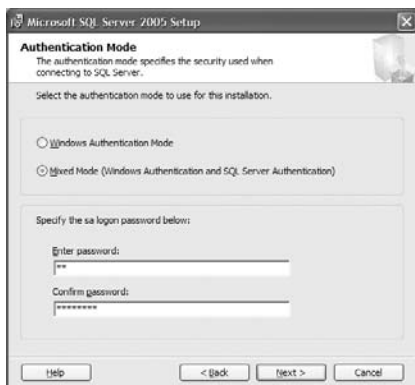 Microsoft SQL Server 2005 Setup
Authentication Mode
The authentication mode specifies the security used when
connecting to SQL Server.
Select the authentication mode to use for this installation.
Windows Authentication Mode
Mixed Mode (Windows Authentication and SQL Server Authentication)
Specify the sa logon password below:
Enter password:
**
Confirm password:
********
Help
< Back
Next >
Cancel